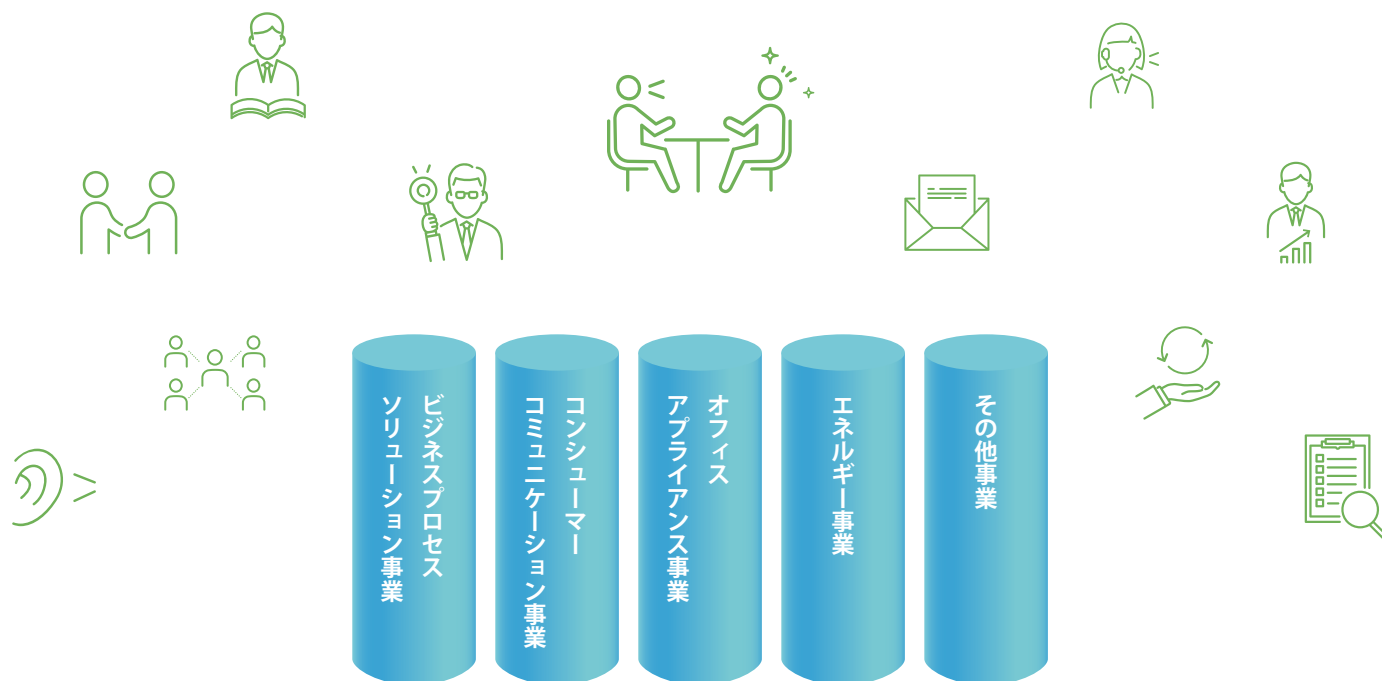 ビジネスプロセス
ソリューション事業
コンシューマー
コミュニケーション事業
オフィス
アプライアンス事業
エネルギー事業
その他事業